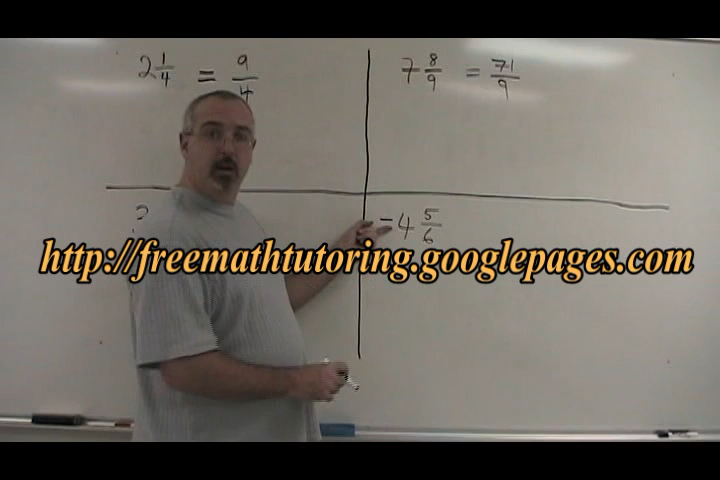 2 1/4 = 9/4
7 8/9 = 71/9
-4 5/6
http://freemathtutoring.googlepages.com